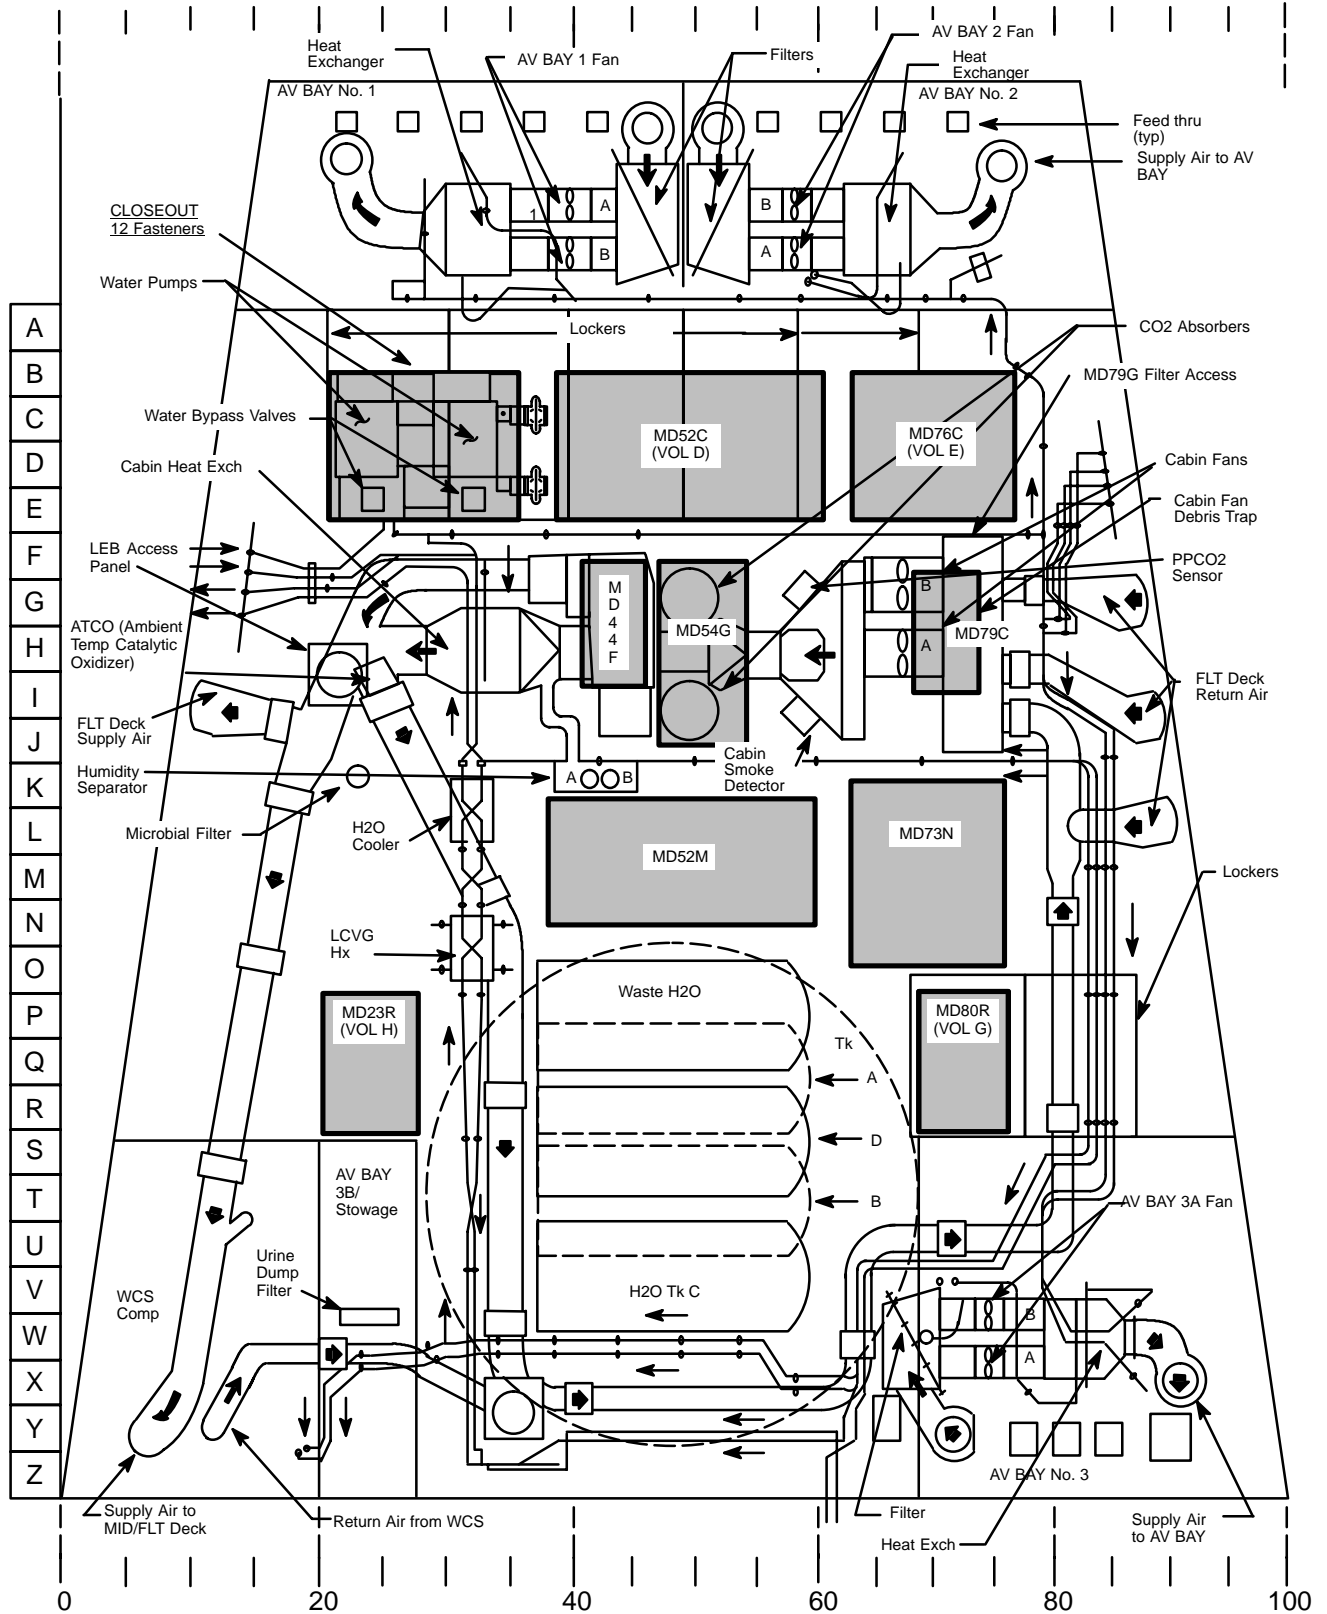 Heat
Exchanger
AV BAY 1 Fan
Filters
AV BAY 2 Fan
Heat
Exchanger
AV BAY No. 1
AV BAY No. 2
Feed thru
(typ)
Supply Air to AV
BAY
CLOSEOUT
12 Fasteners
1
A
B
B
A
Water Pumps
A
B
C
D
E
F
G
H
I
J
K
L
M
N
O
P
Q
R
S
T
U
V
W
X
Y
Z
Lockers
CO2 Absorbers
MD79G Filter Access
Water Bypass Valves
MD52C
(VOL D)
MD76C
(VOL E)
Cabin Heat Exch
Cabin Fans
Cabin Fan
Debris Trap
LEB Access
Panel
PPCO2
Sensor
M
D
4
4
F
MD54G
B
A
MD79C
ATCO (Ambient
Temp Catalytic
Oxidizer)
FLT Deck
Return Air
FLT Deck
Supply Air
Cabin
Smoke
Detector
Humidity
Separator
A
B
Microbial Filter
H2O
Cooler
MD52M
MD73N
Lockers
LCVG
Hx
Waste H2O
MD23R
(VOL H)
MD80R
(VOL G)
Tk
A
D
B
AV BAY
3B/
Stowage
AV BAY 3A Fan
Urine
Dump
Filter
WCS
Comp
H2O Tk C
B
A
AV BAY No. 3
Supply Air to
MID/FLT Deck
Return Air from WCS
Filter
Heat Exch
Supply Air
to AV BAY
0 20 40 60 80 100